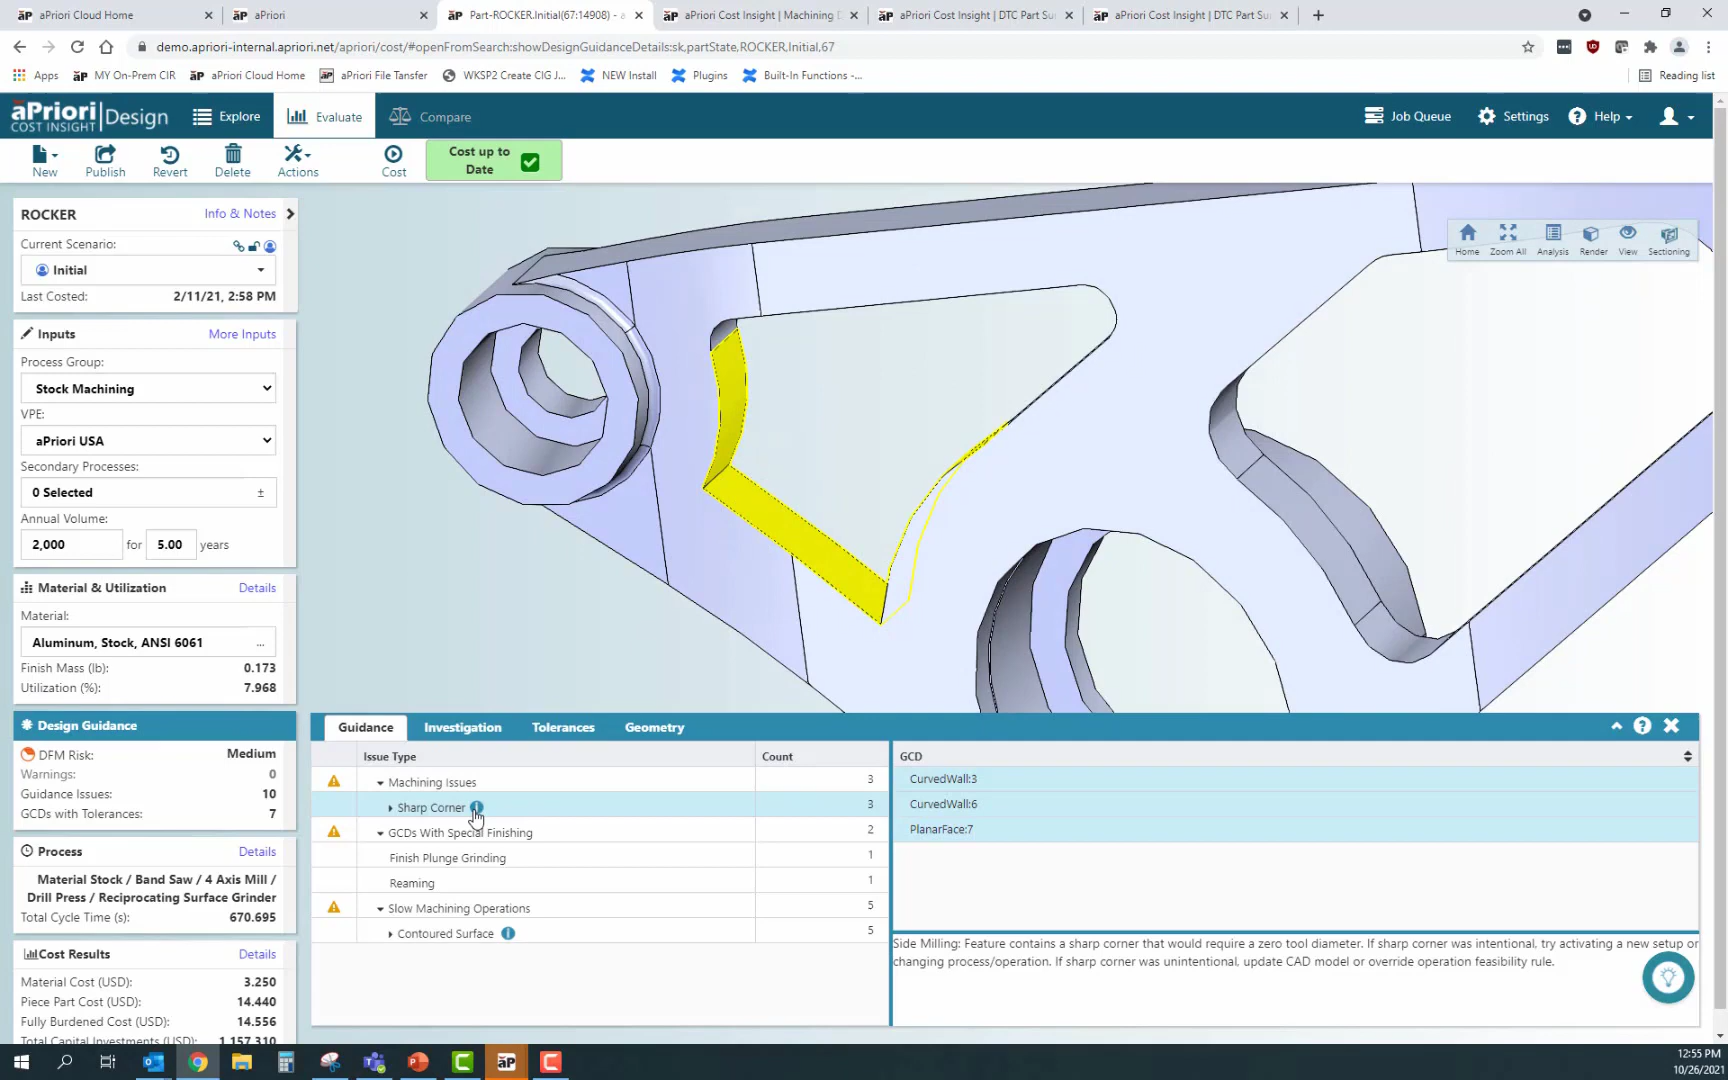 aPriori Cloud Home
aPriori
Part-ROCKER.Initial(67:14908) - a
aPriori Cost Insight | Machining D
aPriori Cost Insight | DTC Part Su
aPriori Cost Insight | DTC Part Su
demo.apriori-internal.apriori.net/apriori/cost/#openFromSearch:showDesignGuidanceDetails:sk,partState,ROCKER,Initial,67
Apps
MY On-Prem CIR
aPriori Cloud Home
aPriori File Tansfer
WKSP2 Create CIG J...
NEW Install
Plugins
Built-In Functions -...
Reading list
aPriori
COST INSIGHT
Design
Explore
Evaluate
Compare
Job Queue
Settings
Help
New
Publish
Revert
Delete
Actions
Cost
Cost up to
Date
ROCKER
Info & Notes
Current Scenario:
Initial
Last Costed:
2/11/21, 2:58 PM
Inputs
More Inputs
Process Group:
Stock Machining
VPE:
aPriori USA
Secondary Processes:
0 Selected
Annual Volume:
2,000 for 5.00 years
Material & Utilization
Details
Material:
Aluminum, Stock, ANSI 6061
...
Finish Mass (lb): 0.173
Utilization (%): 7.968
Design Guidance
DFM Risk: Medium
Warnings: 0
Guidance Issues: 10
GCDs with Tolerances: 7
Process
Details
Material Stock / Band Saw / 4 Axis Mill /
Drill Press / Reciprocating Surface Grinder
Total Cycle Time (s): 670.695
Cost Results
Details
Material Cost (USD): 3.250
Piece Part Cost (USD): 14.440
Fully Burdened Cost (USD): 14.556
Total Capital Investments (USD): 1,157.310
Home
Zoom All
Analysis
Render
View
Sectioning
Guidance
Investigation
Tolerances
Geometry
Issue Type
Count
Machining Issues 3
Sharp Corner 3
GCDs With Special Finishing 2
Finish Plunge Grinding 1
Reaming 1
Slow Machining Operations 5
Contoured Surface 5
GCD
CurvedWall:3
CurvedWall:6
PlanarFace:7
Side Milling: Feature contains a sharp corner that would require a zero tool diameter. If sharp corner was intentional, try activating a new setup or
changing process/operation. If sharp corner was unintentional, update CAD model or override operation feasibility rule.
12:55 PM
10/26/2021